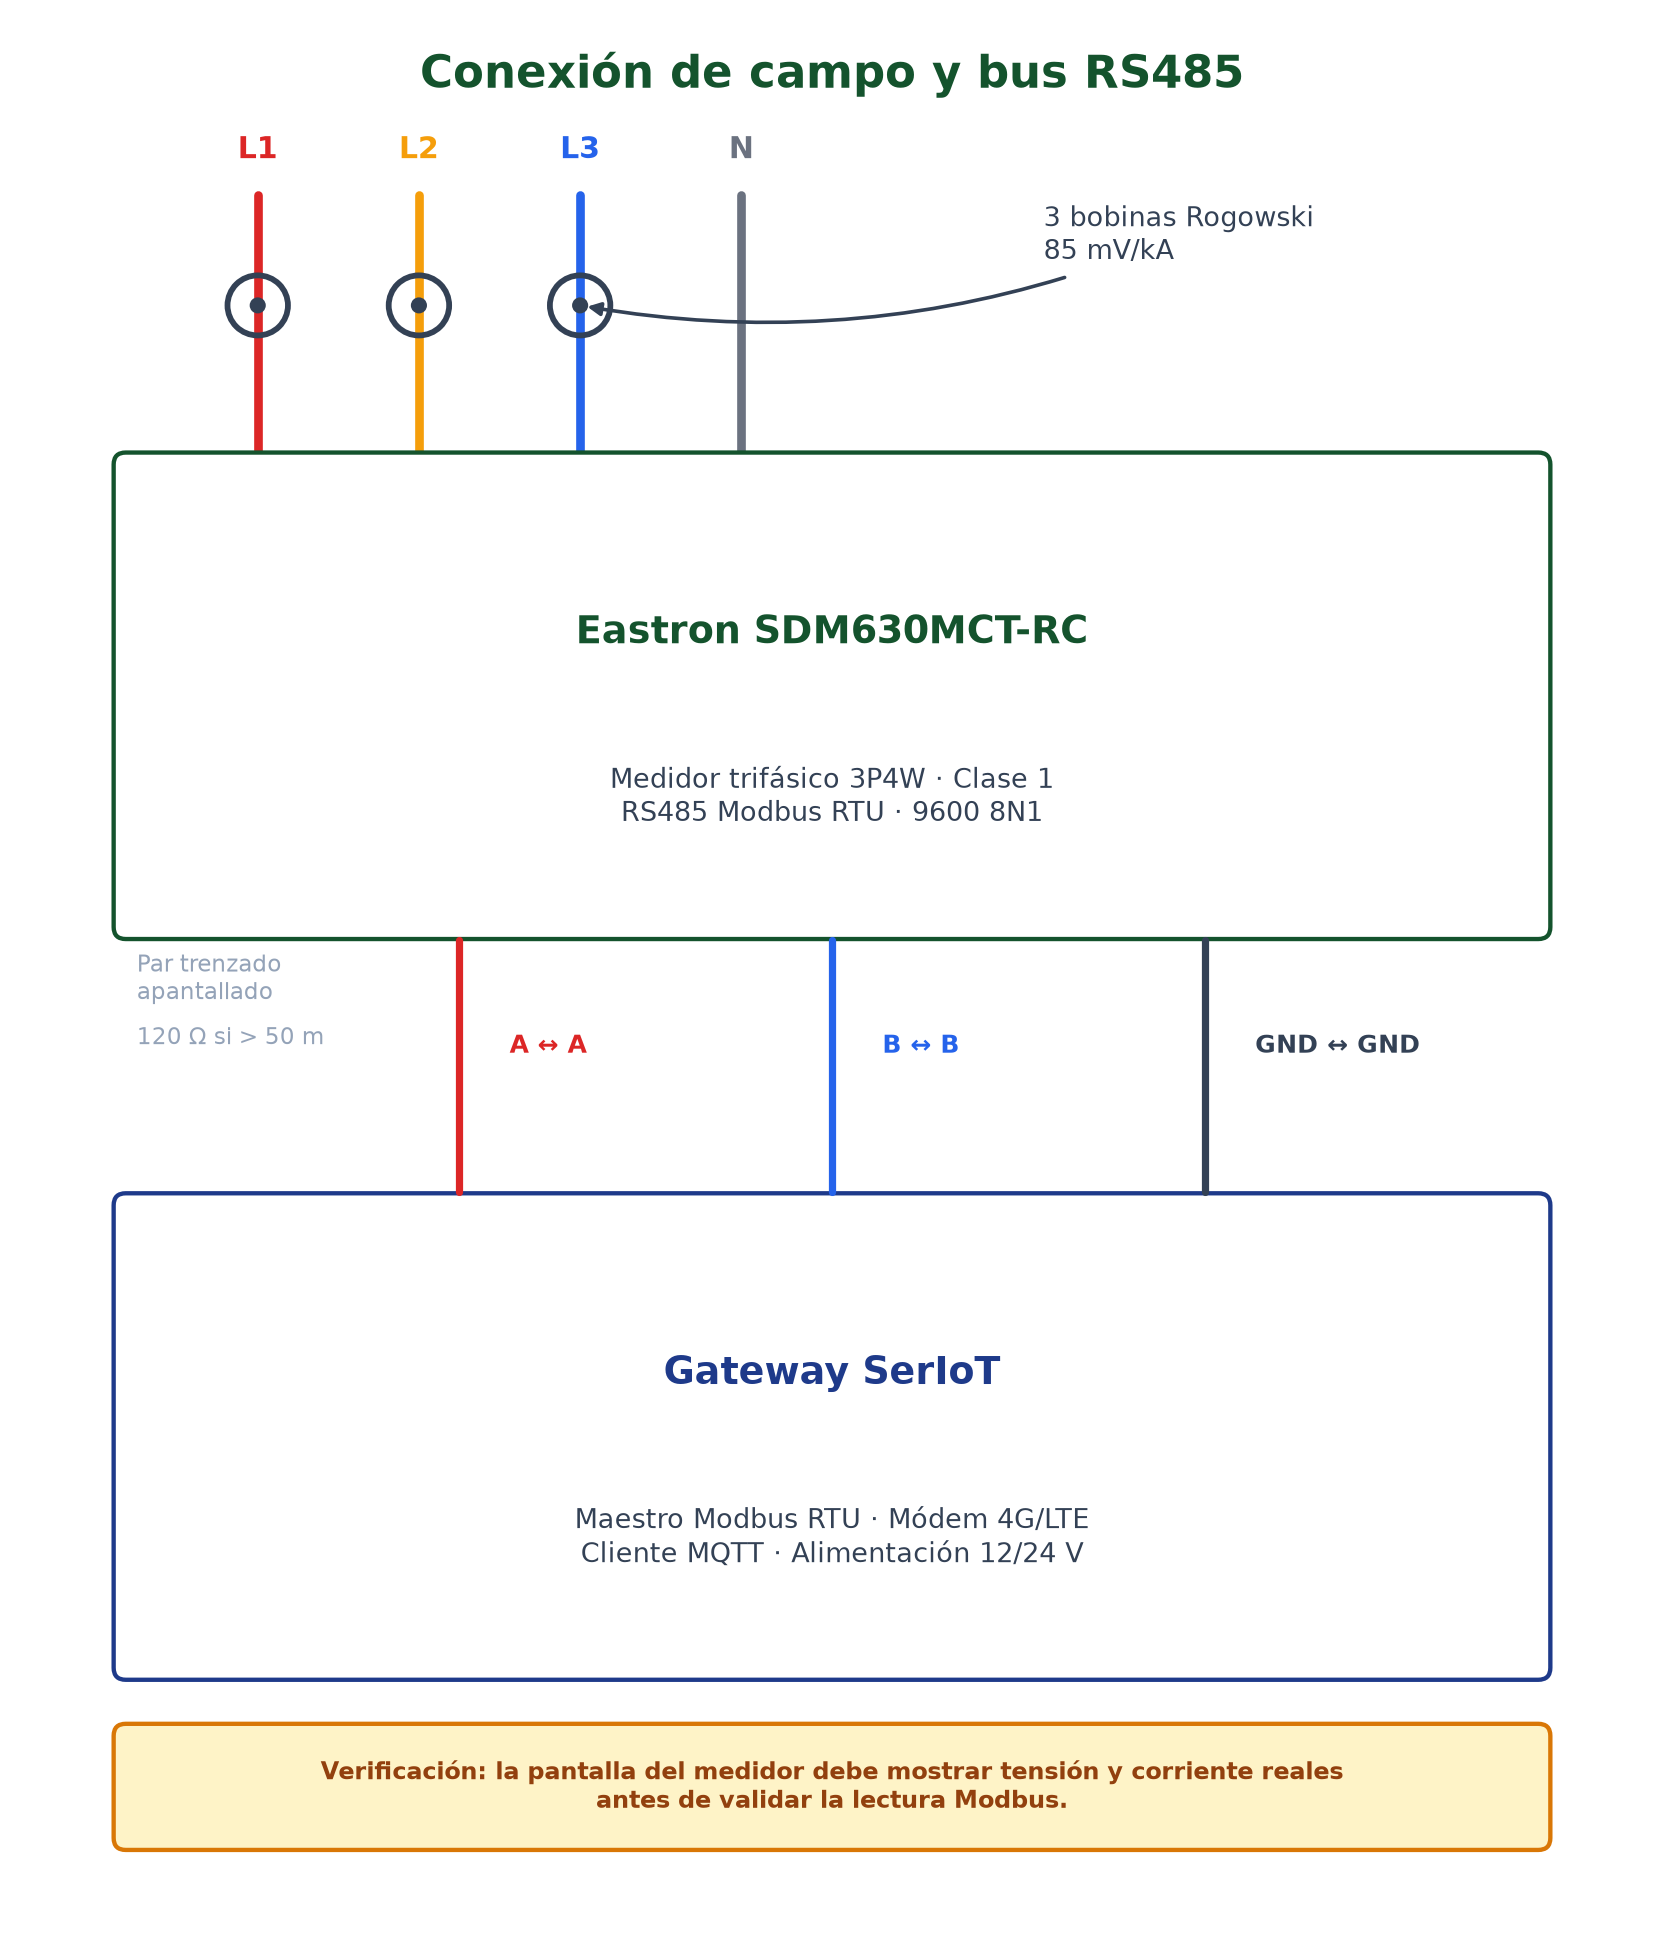 Conexión de campo y bus RS485
L1 L2 L3 N
3 bobinas Rogowski
85 mV/kA
Eastron SDM630MCT-RC
Medidor trifásico 3P4W · Clase 1
RS485 Modbus RTU · 9600 8N1
Par trenzado
apantallado
120 Ω si > 50 m
A ↔ A
B ↔ B
GND ↔ GND
Gateway SerIoT
Maestro Modbus RTU · Módem 4G/LTE
Cliente MQTT · Alimentación 12/24 V
Verificación: la pantalla del medidor debe mostrar tensión y corriente reales
antes de validar la lectura Modbus.